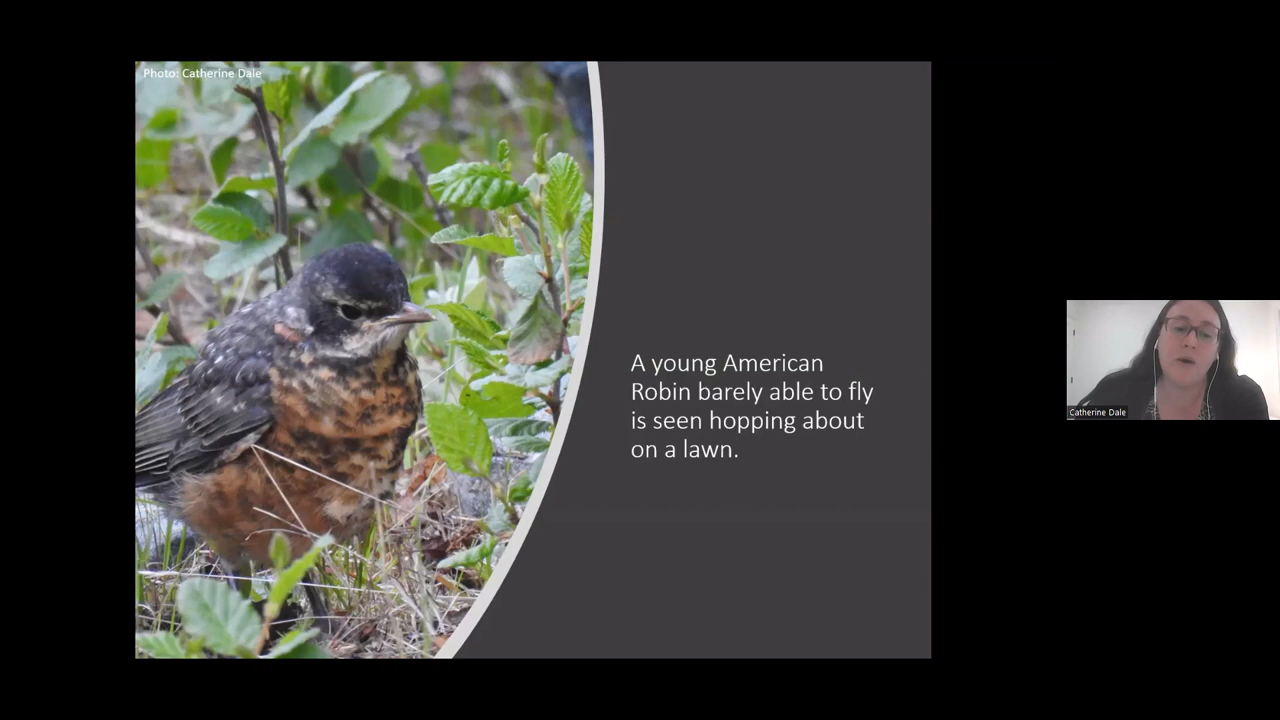 Photo: Catherine Dale
A young American
Robin barely able to fly
is seen hopping about
on a lawn.
Catherine Dale